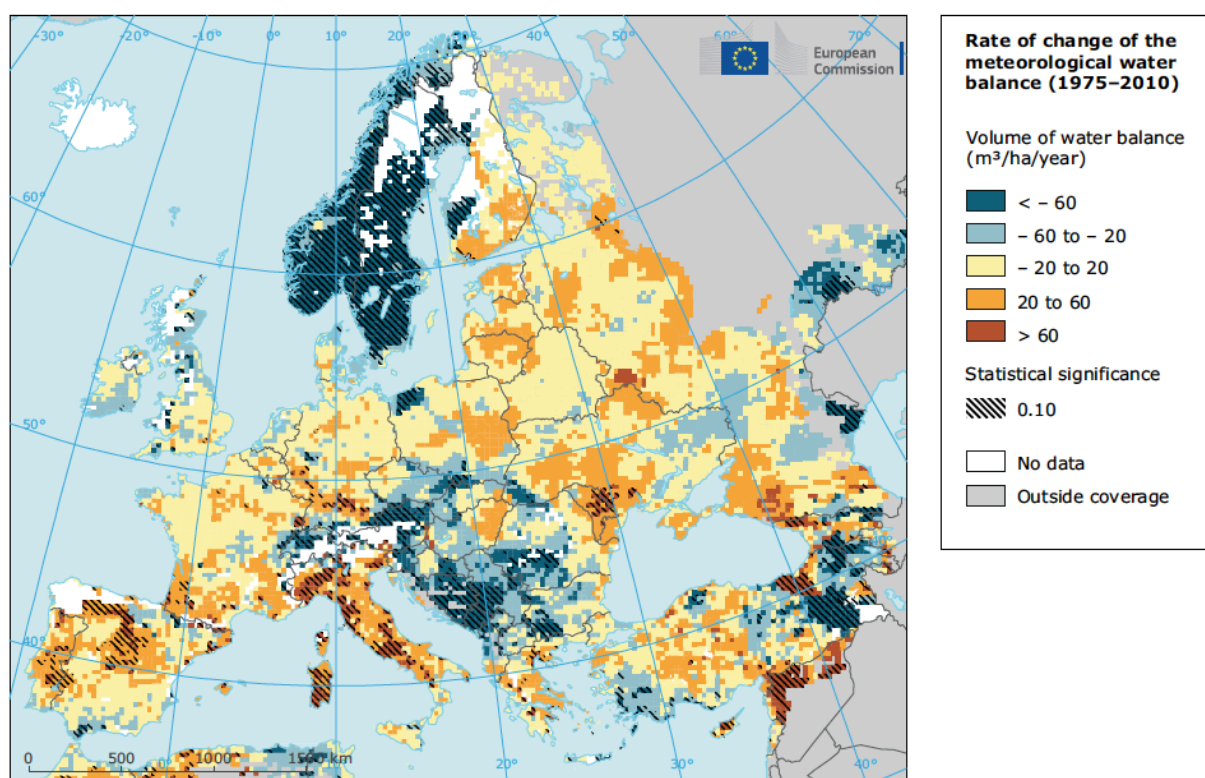 -30°
-20°
-10°
0°
10°
20°
30°
40°
50°
60°
70°
European
Commission
60°
50°
40°
40°
0°
10°
20°
30°
40°
0 500 1000 1500 km
Rate of change of the
meteorological water
balance (1975–2010)
Volume of water balance
(m³/ha/year)
< – 60
– 60 to – 20
– 20 to 20
20 to 60
> 60
Statistical significance
0.10
No data
Outside coverage